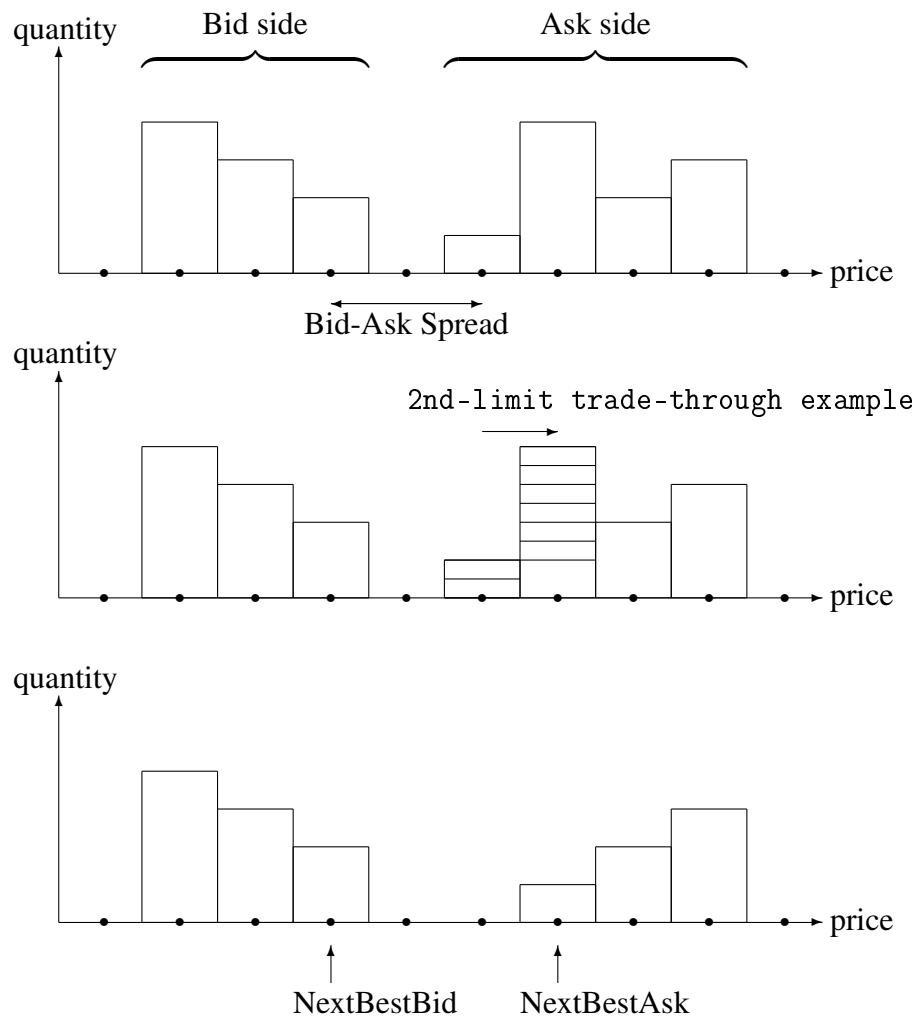 quantity
Bid side
Ask side
price
Bid-Ask Spread
quantity
2nd-limit trade-through example
price
quantity
price
NextBestBid
NextBestAsk